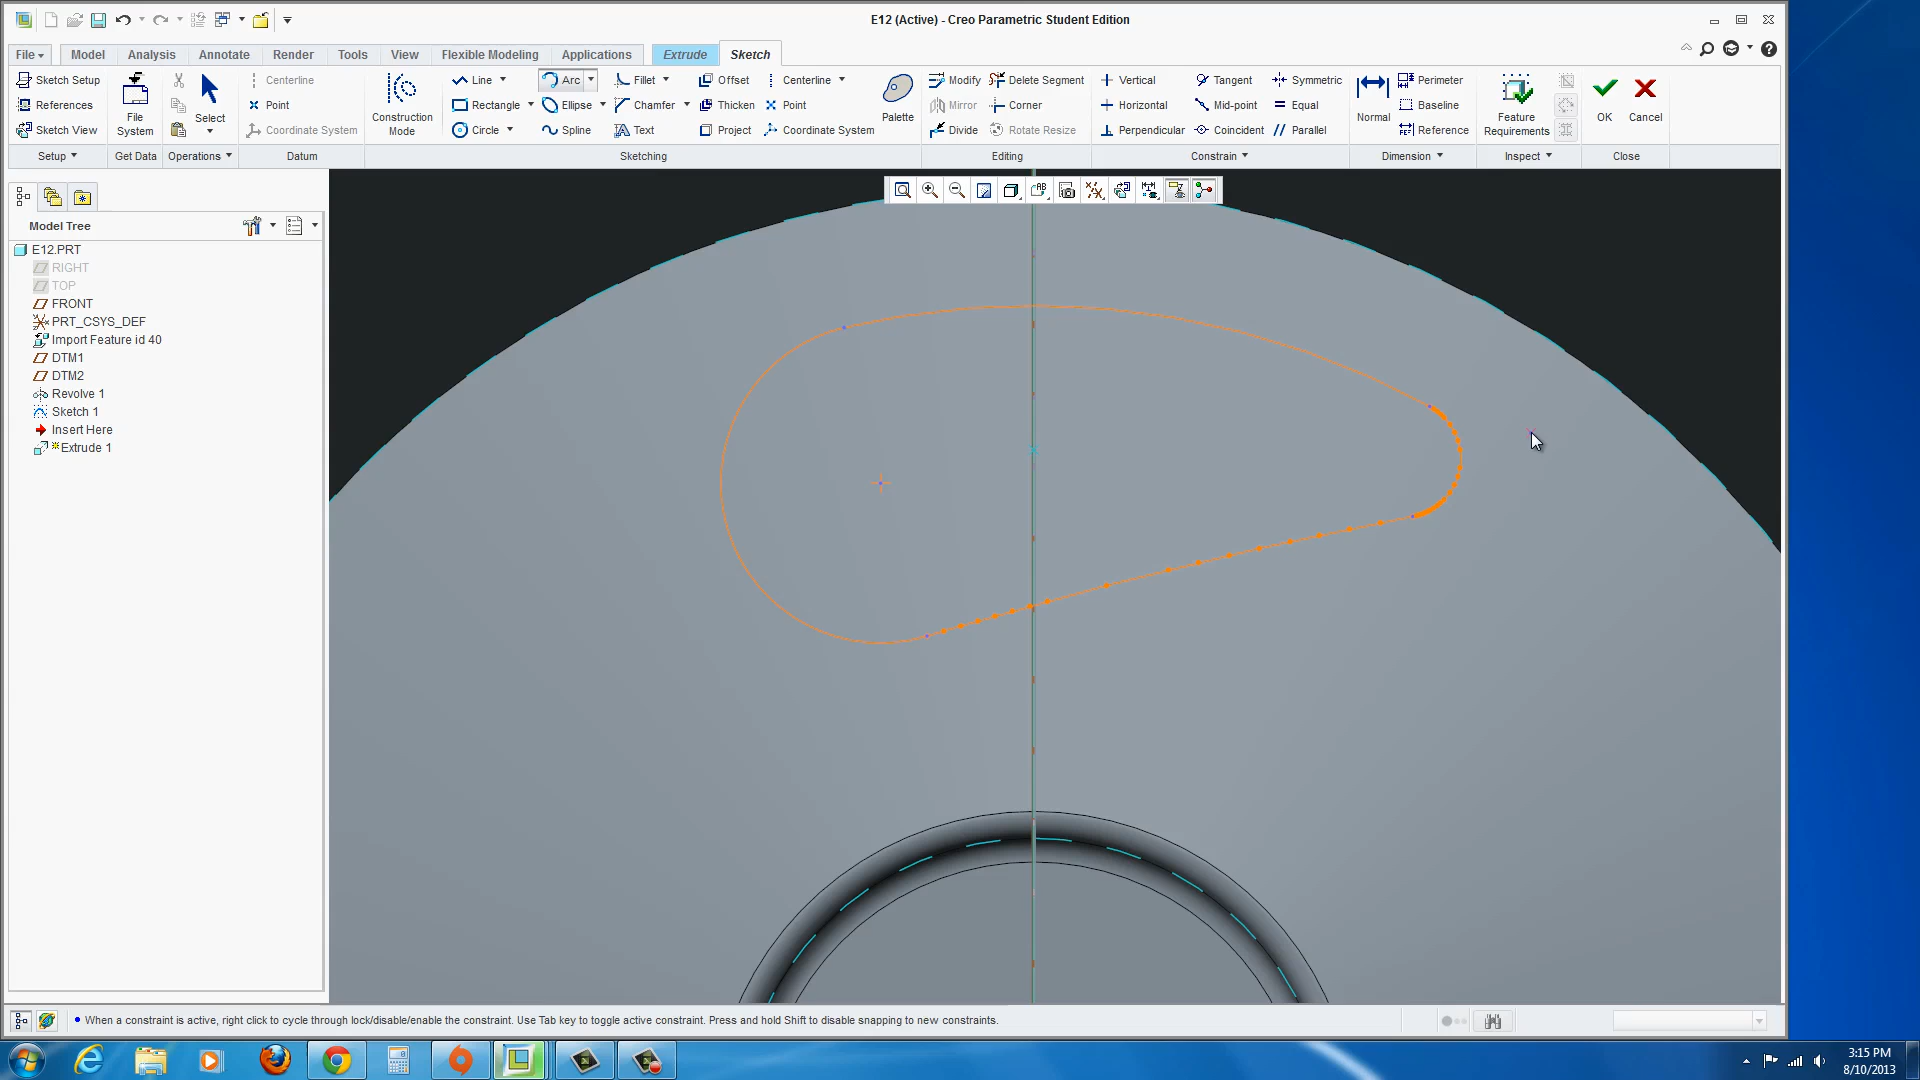 E12 (Active) - Creo Parametric Student Edition
File Model Analysis Annotate Render Tools View Flexible Modeling Applications Extrude Sketch
Sketch Setup
References
Sketch View
Setup
File System
Get Data
Select
Operations
Centerline
Point
Coordinate System
Datum
Construction Mode
Line
Rectangle
Circle
Arc
Ellipse
Spline
Fillet
Chamfer
Text
Offset
Thicken
Project
Centerline
Point
Coordinate System
Palette
Sketching
Modify
Mirror
Divide
Delete Segment
Corner
Rotate Resize
Editing
Vertical
Horizontal
Perpendicular
Tangent
Mid-point
Coincident
Symmetric
Equal
Parallel
Constrain
Normal
Perimeter
Baseline
Reference
Dimension
Feature Requirements
Inspect
OK
Cancel
Close
Model Tree
E12.PRT
RIGHT
TOP
FRONT
PRT_CSYS_DEF
Import Feature id 40
DTM1
DTM2
Revolve 1
Sketch 1
Insert Here
Extrude 1
When a constraint is active, right click to cycle through lock/disable/enable the constraint. Use Tab key to toggle active constraint. Press and hold Shift to disable snapping to new constraints.
3:15 PM
8/10/2013